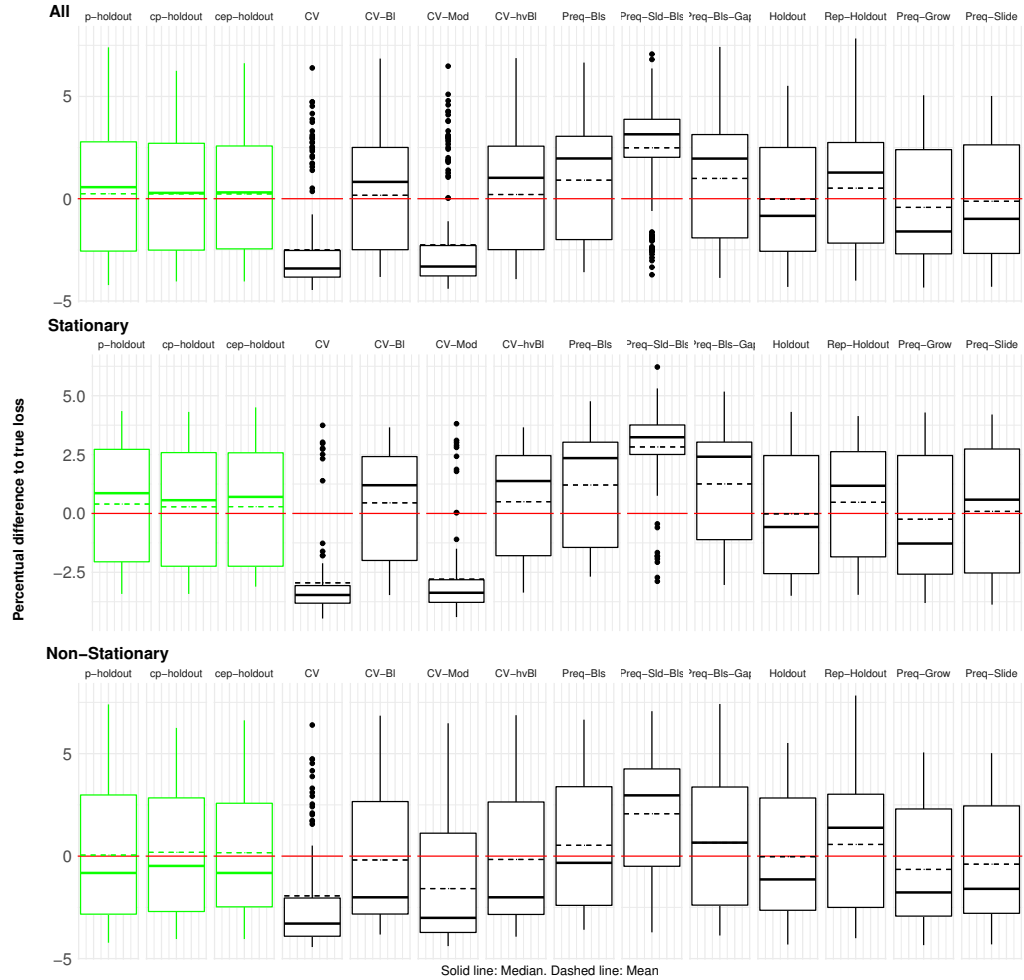 All
p−holdout cp−holdout cep−holdout CV CV−Bl CV−Mod CV−hvBl Preq−Bls Preq−Sld−Bls Preq−Bls−Gap Holdout Rep−Holdout Preq−Grow Preq−Slide
5
0
−5
Stationary
p−holdout cp−holdout cep−holdout CV CV−Bl CV−Mod CV−hvBl Preq−Bls Preq−Sld−Bls Preq−Bls−Gap Holdout Rep−Holdout Preq−Grow Preq−Slide
5.0
2.5
0.0
−2.5
Percentual difference to true loss
Non−Stationary
p−holdout cp−holdout cep−holdout CV CV−Bl CV−Mod CV−hvBl Preq−Bls Preq−Sld−Bls Preq−Bls−Gap Holdout Rep−Holdout Preq−Grow Preq−Slide
5
0
−5
Solid line: Median. Dashed line: Mean